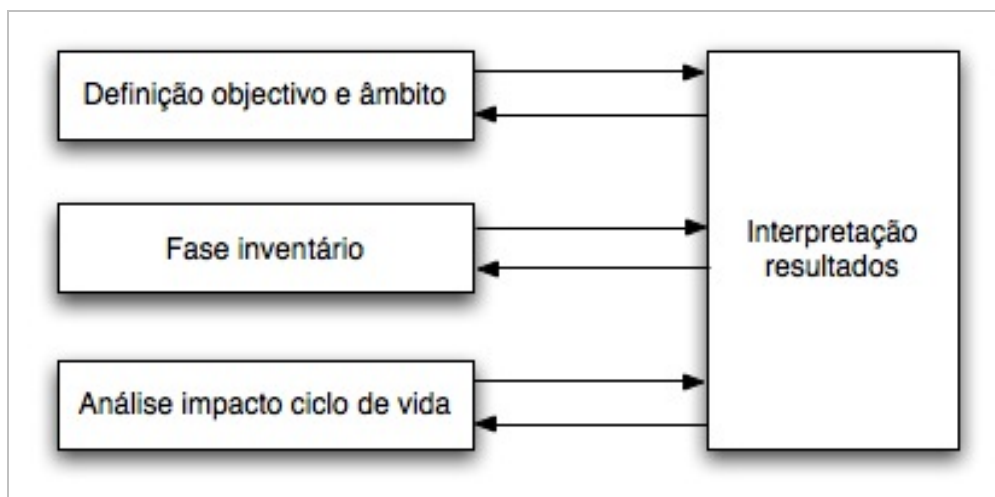 Definição objectivo e âmbito
Fase inventário
Análise impacto ciclo de vida
Interpretação
resultados